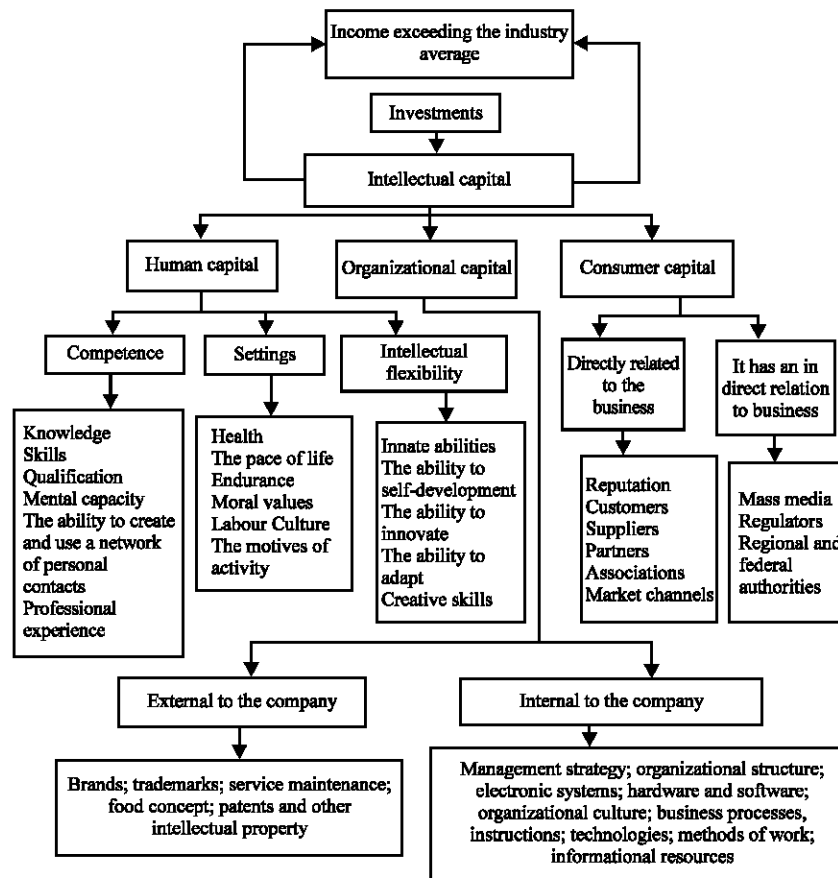 Income exceeding the industry
average
Investments
Intellectual capital
Human capital
Organizational capital
Consumer capital
Competence
Settings
Intellectual
flexibility
Directly related
to the
business
It has an in
direct relation
to business
Knowledge
Skills
Qualification
Mental capacity
The ability to create
and use a network
of personal
contacts
Professional
experience
Health
The pace of life
Endurance
Moral values
Labour Culture
The motives of
activity
Innate abilities
The ability to
self-development
The ability to
innovate
The ability to
adapt
Creative skills
Reputation
Customers
Suppliers
Partners
Associations
Market channels
Mass media
Regulators
Regional and
federal
authorities
External to the company
Internal to the company
Brands; trademarks; service maintenance;
food concept; patents and other
intellectual property
Management strategy; organizational structure;
electronic systems; hardware and software;
organizational culture; business processes,
instructions; technologies; methods of work;
informational resources